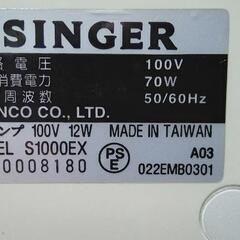 SINGER
電圧 100V
消費電力 70W
周波数 50/60Hz
NCO CO., LTD.
ンプ 100V 12W MADE IN TAIWAN
EL S1000EX
0008180
PS
E
A03
022EMB0301